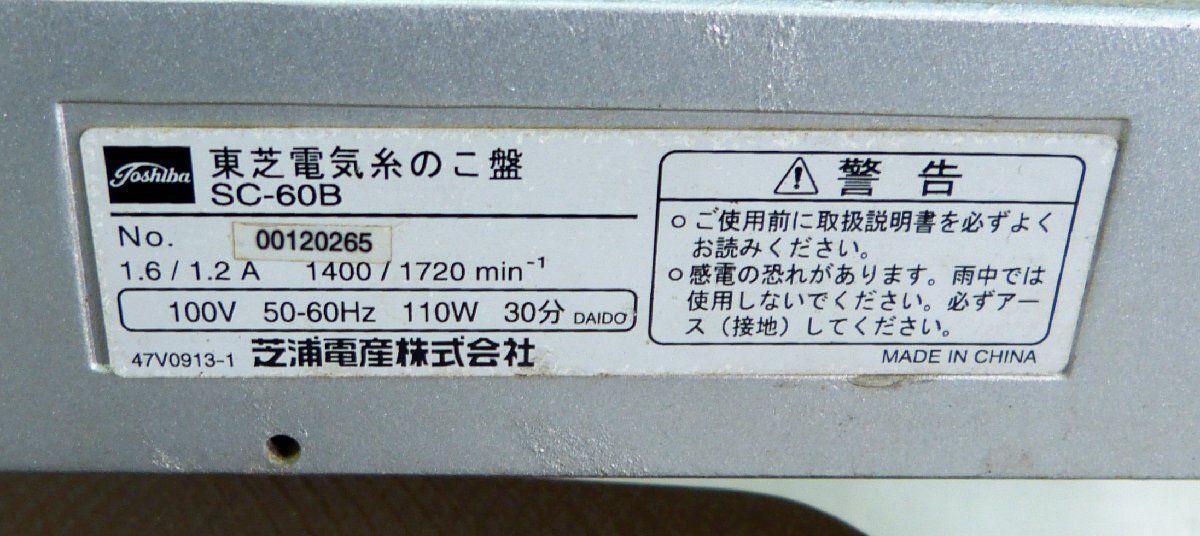 Toshiba
東芝電気糸のこ盤
SC-60B
No. 00120265
1.6 / 1.2 A 1400 / 1720 min⁻¹
100V 50-60Hz 110W 30分 DAIDO
47V0913-1 芝浦電産株式会社
警告
ご使用前に取扱説明書を必ずよく
お読みください。
感電の恐れがあります。雨中では
使用しないでください。必ずアー
ス（接地）してください。
MADE IN CHINA